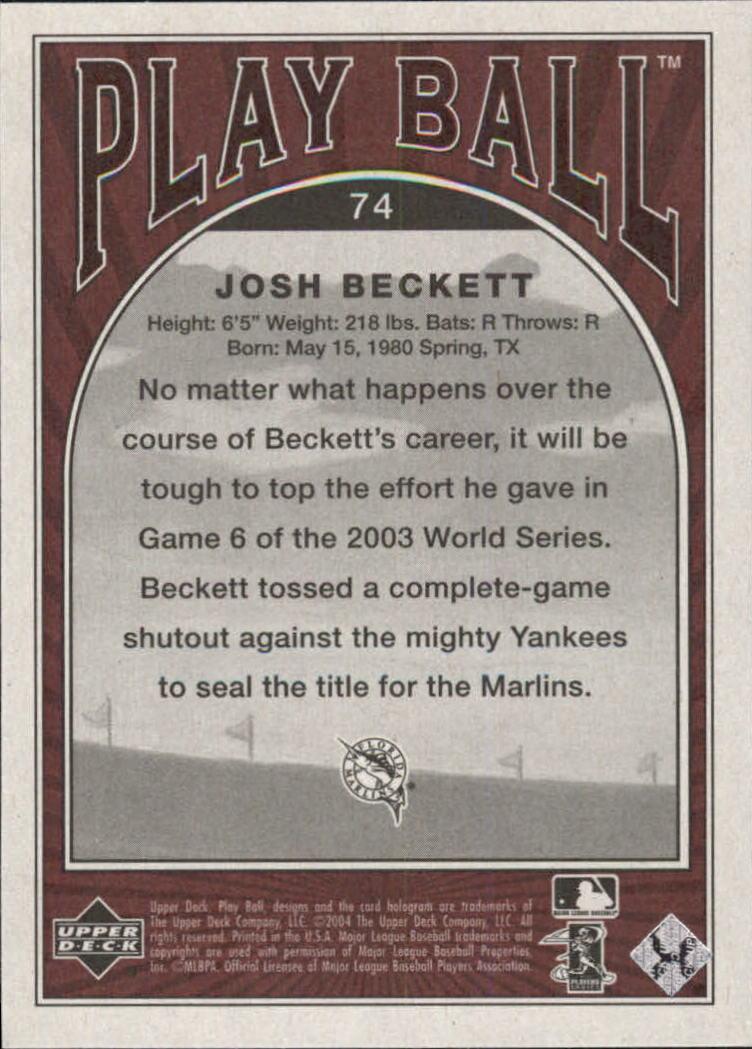 PLAY BALL™
74
JOSH BECKETT
Height: 6'5" Weight: 218 lbs. Bats: R Throws: R
Born: May 15, 1980 Spring, TX
No matter what happens over the
course of Beckett's career, it will be
tough to top the effort he gave in
Game 6 of the 2003 World Series.
Beckett tossed a complete-game
shutout against the mighty Yankees
to seal the title for the Marlins.
FLORIDA
MARLINS
UPPER
D·E·C·K
Upper Deck, Play Ball, designs and the card hologram are trademarks of
The Upper Deck Company, LLC. ©2004 The Upper Deck Company, LLC. All
rights reserved. Printed in the U.S.A. Major League Baseball trademarks and
copyrights are used with permission of Major League Baseball Properties,
Inc. ©MLBPA. Official Licensee of Major League Baseball Players Association.
MAJOR LEAGUE BASEBALL
PLAYERS
CHOICE